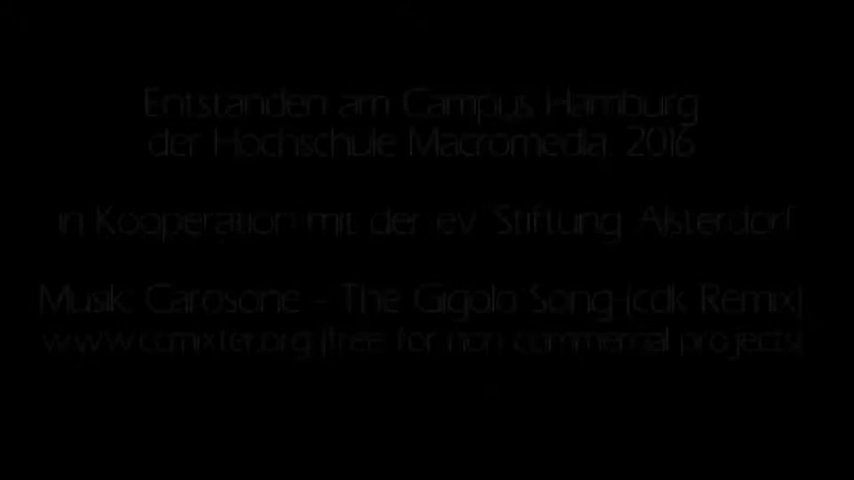 Entstanden am Campus Hamburg
der Hochschule Macromedia, 2016
in Kooperation mit der ev. Stiftung Alsterdorf
Musik: Carosone - The Gigolo Song (cdk Remix)
www.ccmixter.org (free for non commerrial projects)